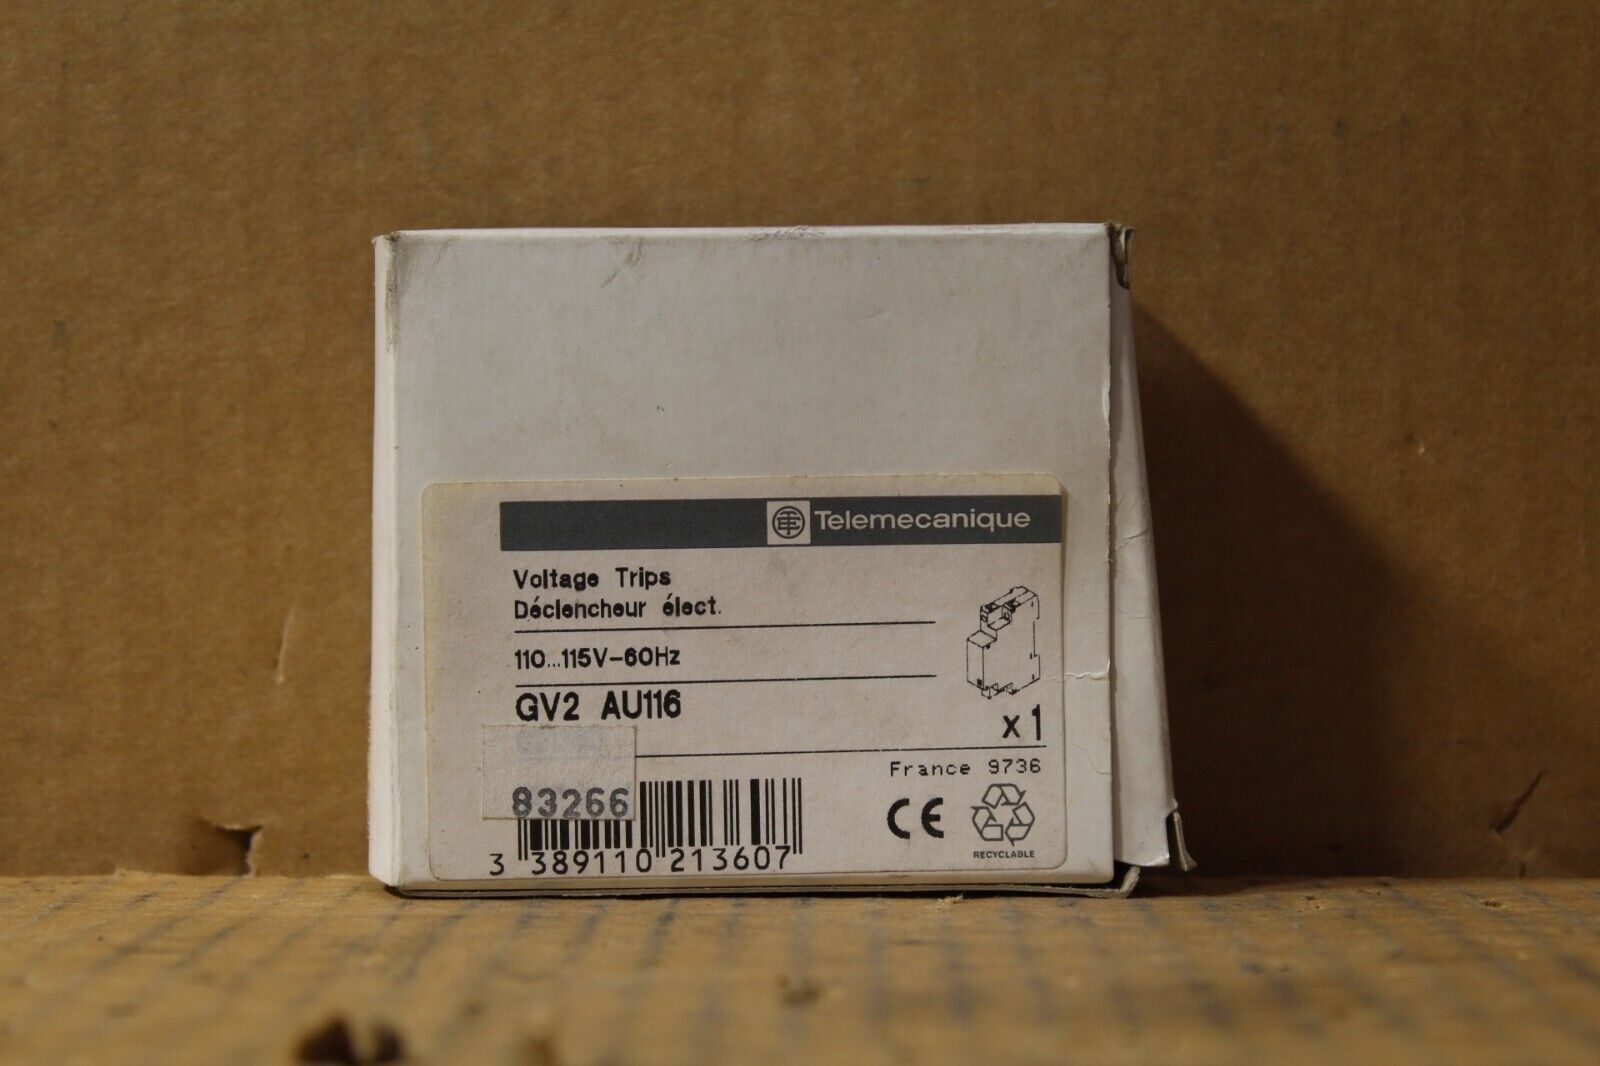 Telemecanique
Voltage Trips
Déclencheur élect.
110...115V-60Hz
GV2 AU116
x1
France 9736
83266
CE
RECYCLABLE
3 389110 213607